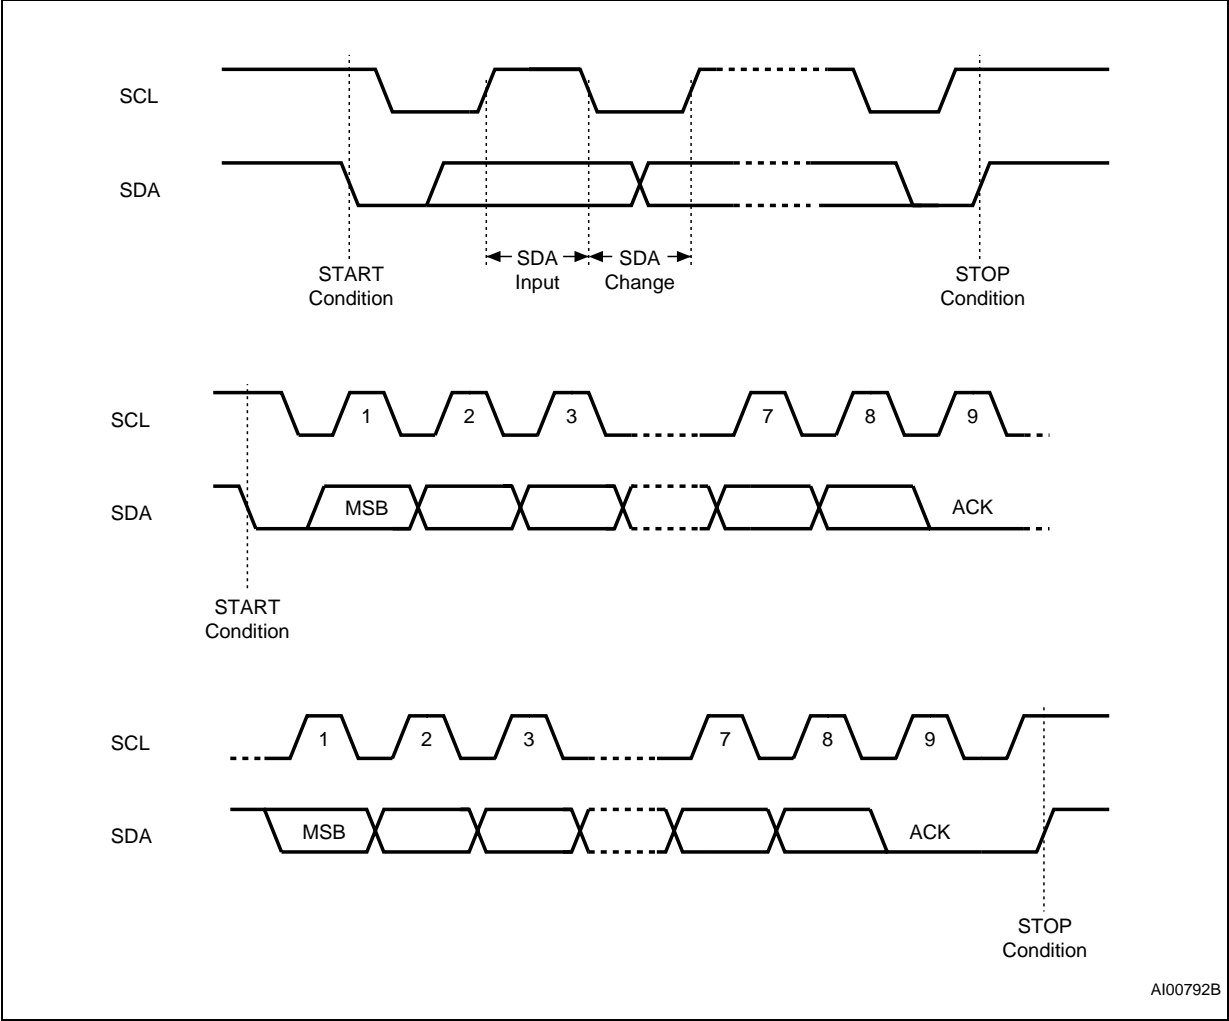 SCL
SDA
SDA
Input
SDA
Change
START
Condition
STOP
Condition
SCL
1
2
3
7
8
9
SDA
MSB
ACK
START
Condition
SCL
1
2
3
7
8
9
SDA
MSB
ACK
STOP
Condition
AI00792B